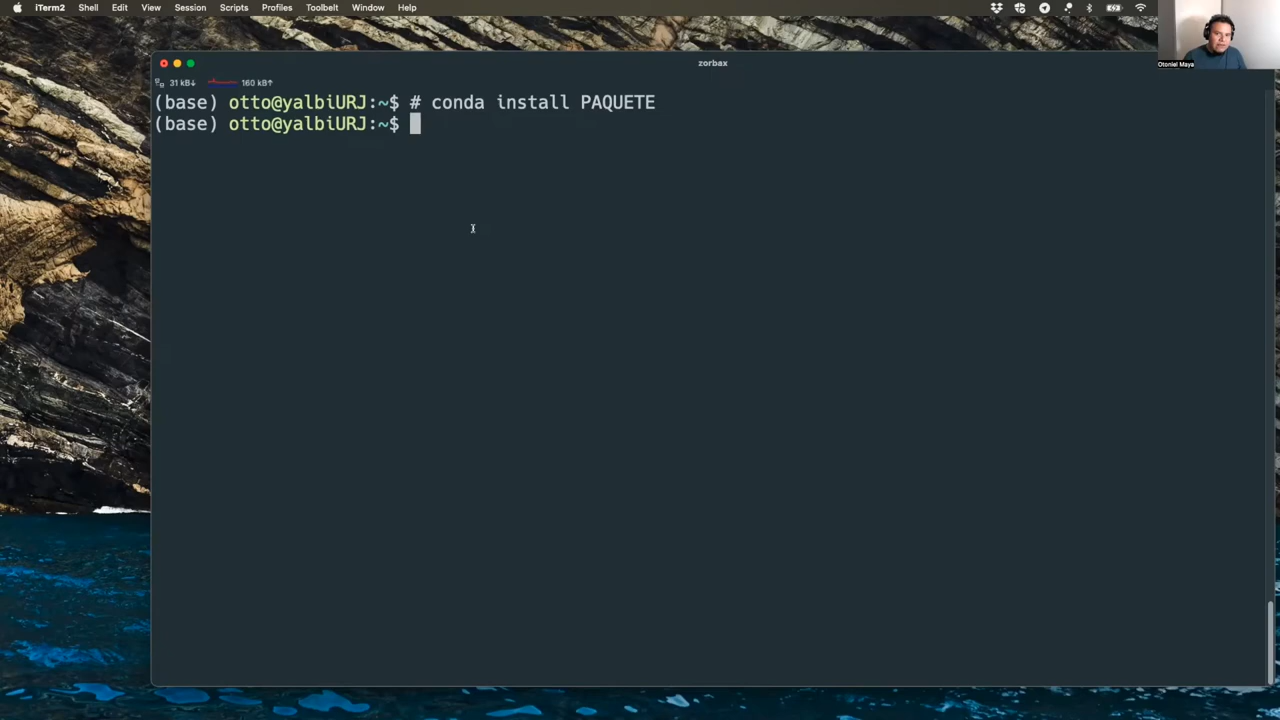 iTerm2 Shell Edit View Session Scripts Profiles Toolbelt Window Help
Otoniel Maya
zorbax
31 kB↓ 160 kB↑
(base) otto@yalbiURJ:~$ # conda install PAQUETE
(base) otto@yalbiURJ:~$